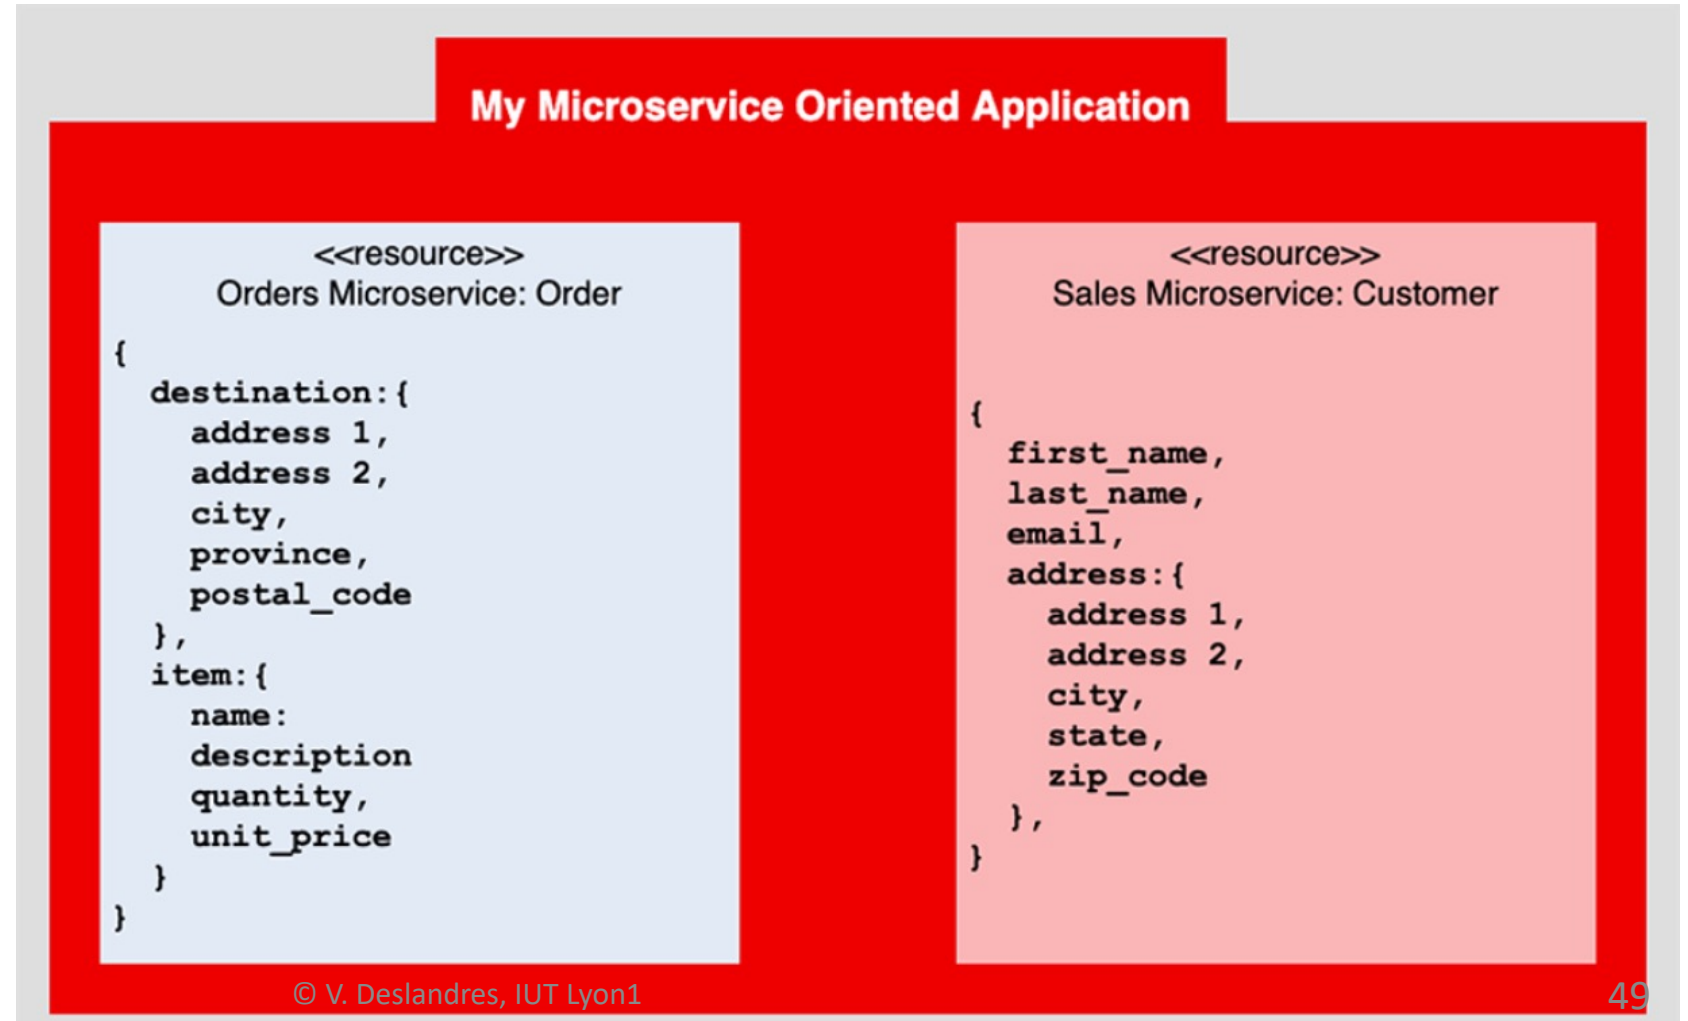 My Microservice Oriented Application
<<resource>>
Orders Microservice: Order
{
destination:{
address 1,
address 2,
city,
province,
postal_code
},
item:{
name:
description
quantity,
unit_price
}
}
<<resource>>
Sales Microservice: Customer
{
first_name,
last_name,
email,
address:{
address 1,
address 2,
city,
state,
zip_code
},
}
© V. Deslandres, IUT Lyon1
49